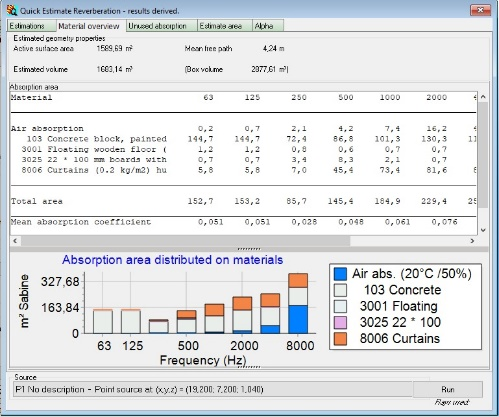 Quick Estimate Reverberation - results derived.
Estimations Material overview Unused absorption Estimate area Alpha
Estimated geometry properties
Active surface area 1589,69 m² Mean free path 4,24 m
Estimated volume 1683,14 m³ (Box volume 2877,61 m³)
Absorption area
Material 63 125 250 500 1000 2000 4
Air absorption 0,2 0,7 2,1 4,2 7,4 16,2 4
103 Concrete block, painted 144,7 144,7 72,4 86,8 101,3 130,3 11
3001 Floating wooden floor ( 1,2 1,2 0,8 0,6 0,7 0,7
3025 22 * 100 mm boards with 0,7 0,7 3,4 8,3 2,1 0,7
8006 Curtains (0.2 kg/m2) hu 5,8 5,8 7,0 45,4 73,4 81,6 8
Total area 152,7 153,2 85,7 145,4 184,9 229,4 25
Mean absorption coefficient 0,051 0,051 0,028 0,048 0,061 0,076
Absorption area distributed on materials
m² Sabine
327,68
163,84
0,00
63 125 500 2000 8000
Frequency (Hz)
Air abs. (20°C /50%)
103 Concrete
3001 Floating
3025 22 * 100
8006 Curtains
Source
P1 No description - Point source at (x,y,z) = (19,200; 7,200; 1,040) Run